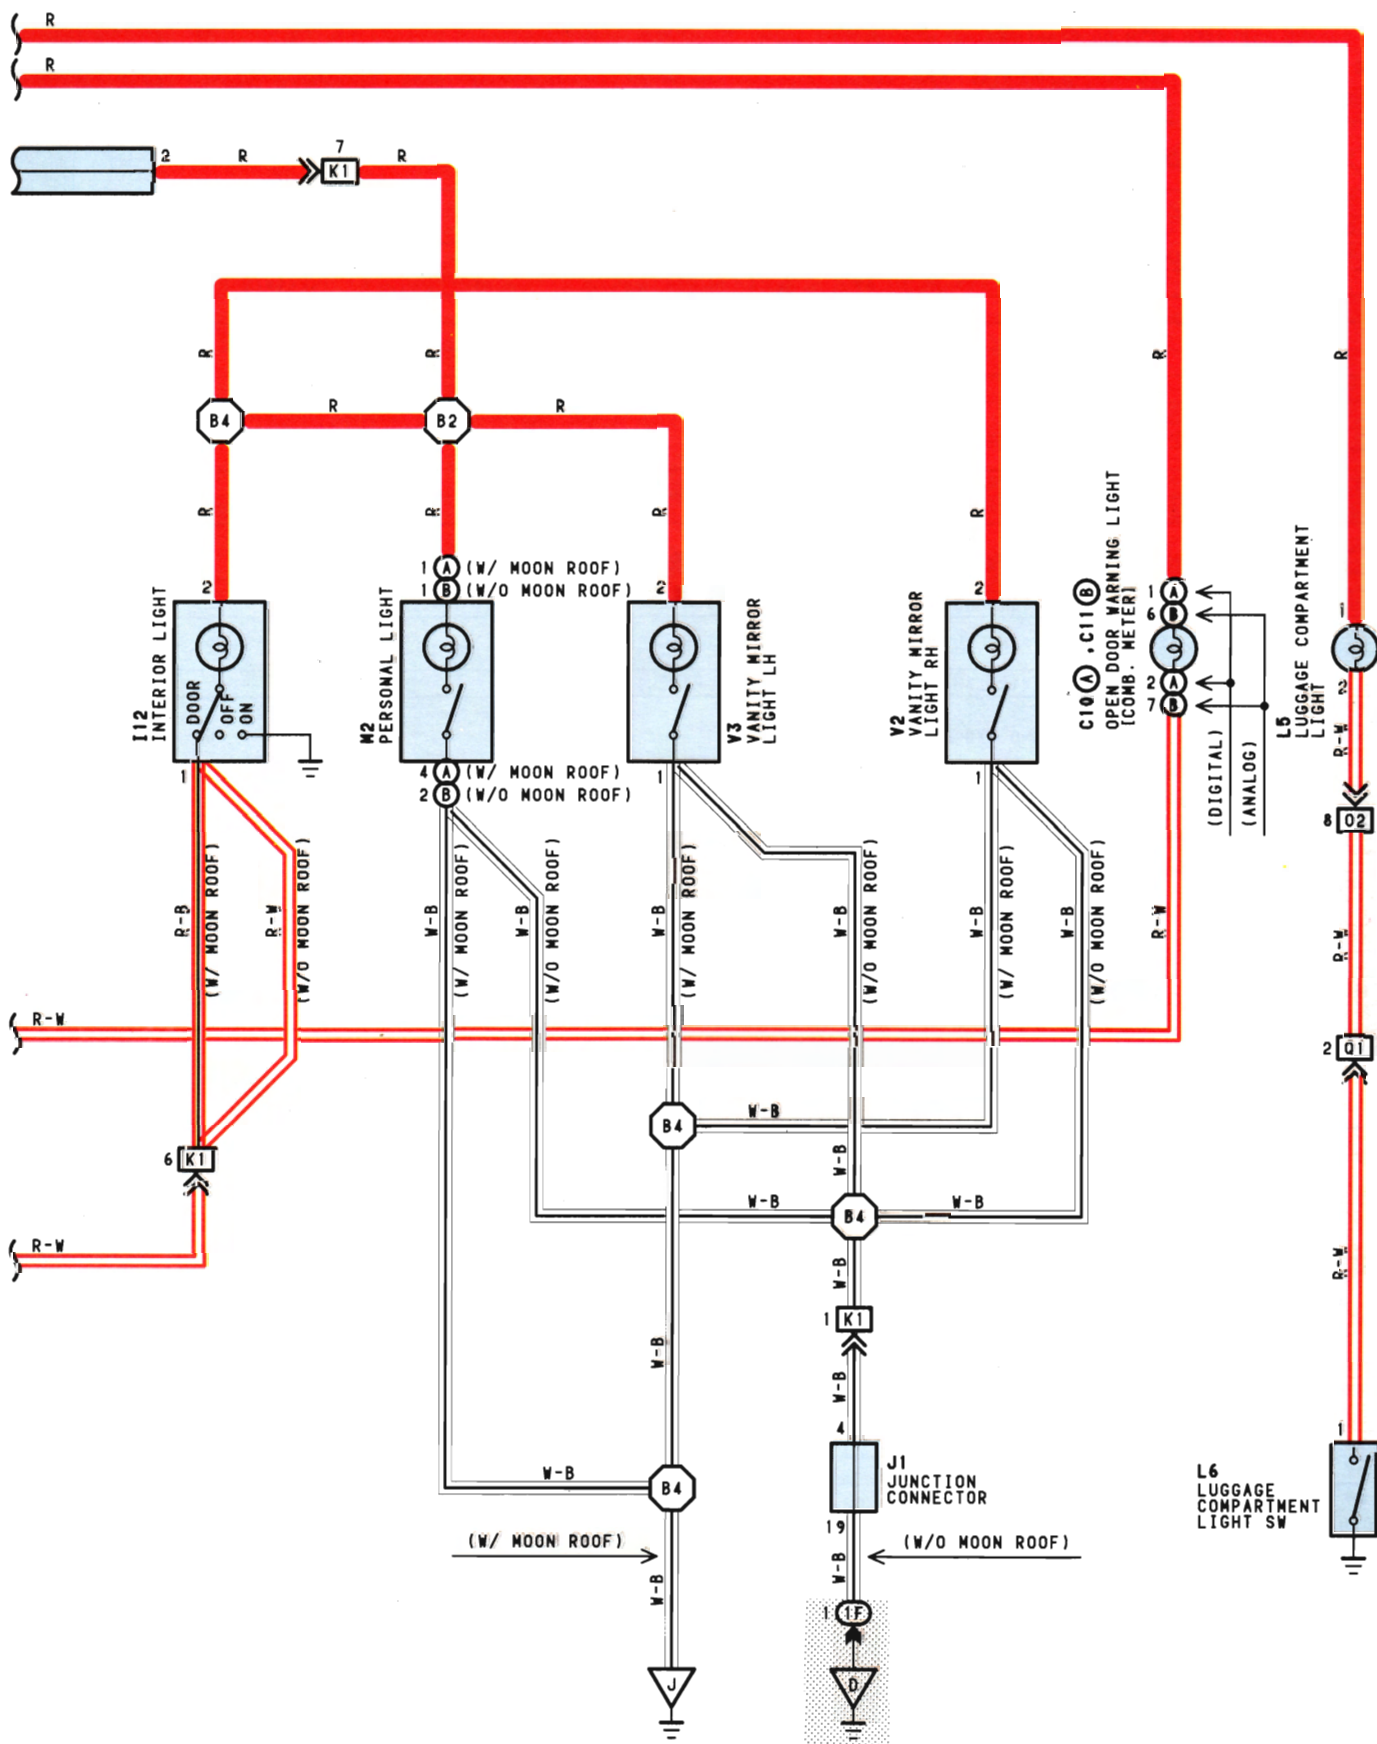 R
R
2
R
7
K1
R
R
R
R
R
B4
R
B2
R
R
R
R
R
1 A (W/ MOON ROOF)
1 B (W/O MOON ROOF)
2
2
2
I12
INTERIOR LIGHT
DOOR
OFF
ON
1
M2
PERSONAL LIGHT
4 A (W/ MOON ROOF)
2 B (W/O MOON ROOF)
V3
VANITY MIRROR
LIGHT LH
1
V2
VANITY MIRROR
LIGHT RH
1
C10 A , C11 B
OPEN DOOR WARNING LIGHT
[COMB. METER]
1 A
6 B
2 A
7 B
(DIGITAL)
(ANALOG)
L5
LUGGAGE COMPARTMENT
LIGHT
1
2
R-W
8 O2
R-B
(W/ MOON ROOF)
R-W
(W/O MOON ROOF)
W-B
(W/ MOON ROOF)
W-B
(W/O MOON ROOF)
W-B
(W/ MOON ROOF)
W-B
(W/O MOON ROOF)
W-B
(W/ MOON ROOF)
W-B
(W/O MOON ROOF)
R-W
R-W
R-W
2 Q1
B4
W-B
W-B
6 K1
W-B
B4
W-B
R-W
W-B
R-W
1 K1
W-B
W-B
4
J1
JUNCTION
CONNECTOR
19
1
L6
LUGGAGE
COMPARTMENT
LIGHT SW
W-B
B4
(W/ MOON ROOF)
(W/O MOON ROOF)
W-B
W-B
1 1F
J
D